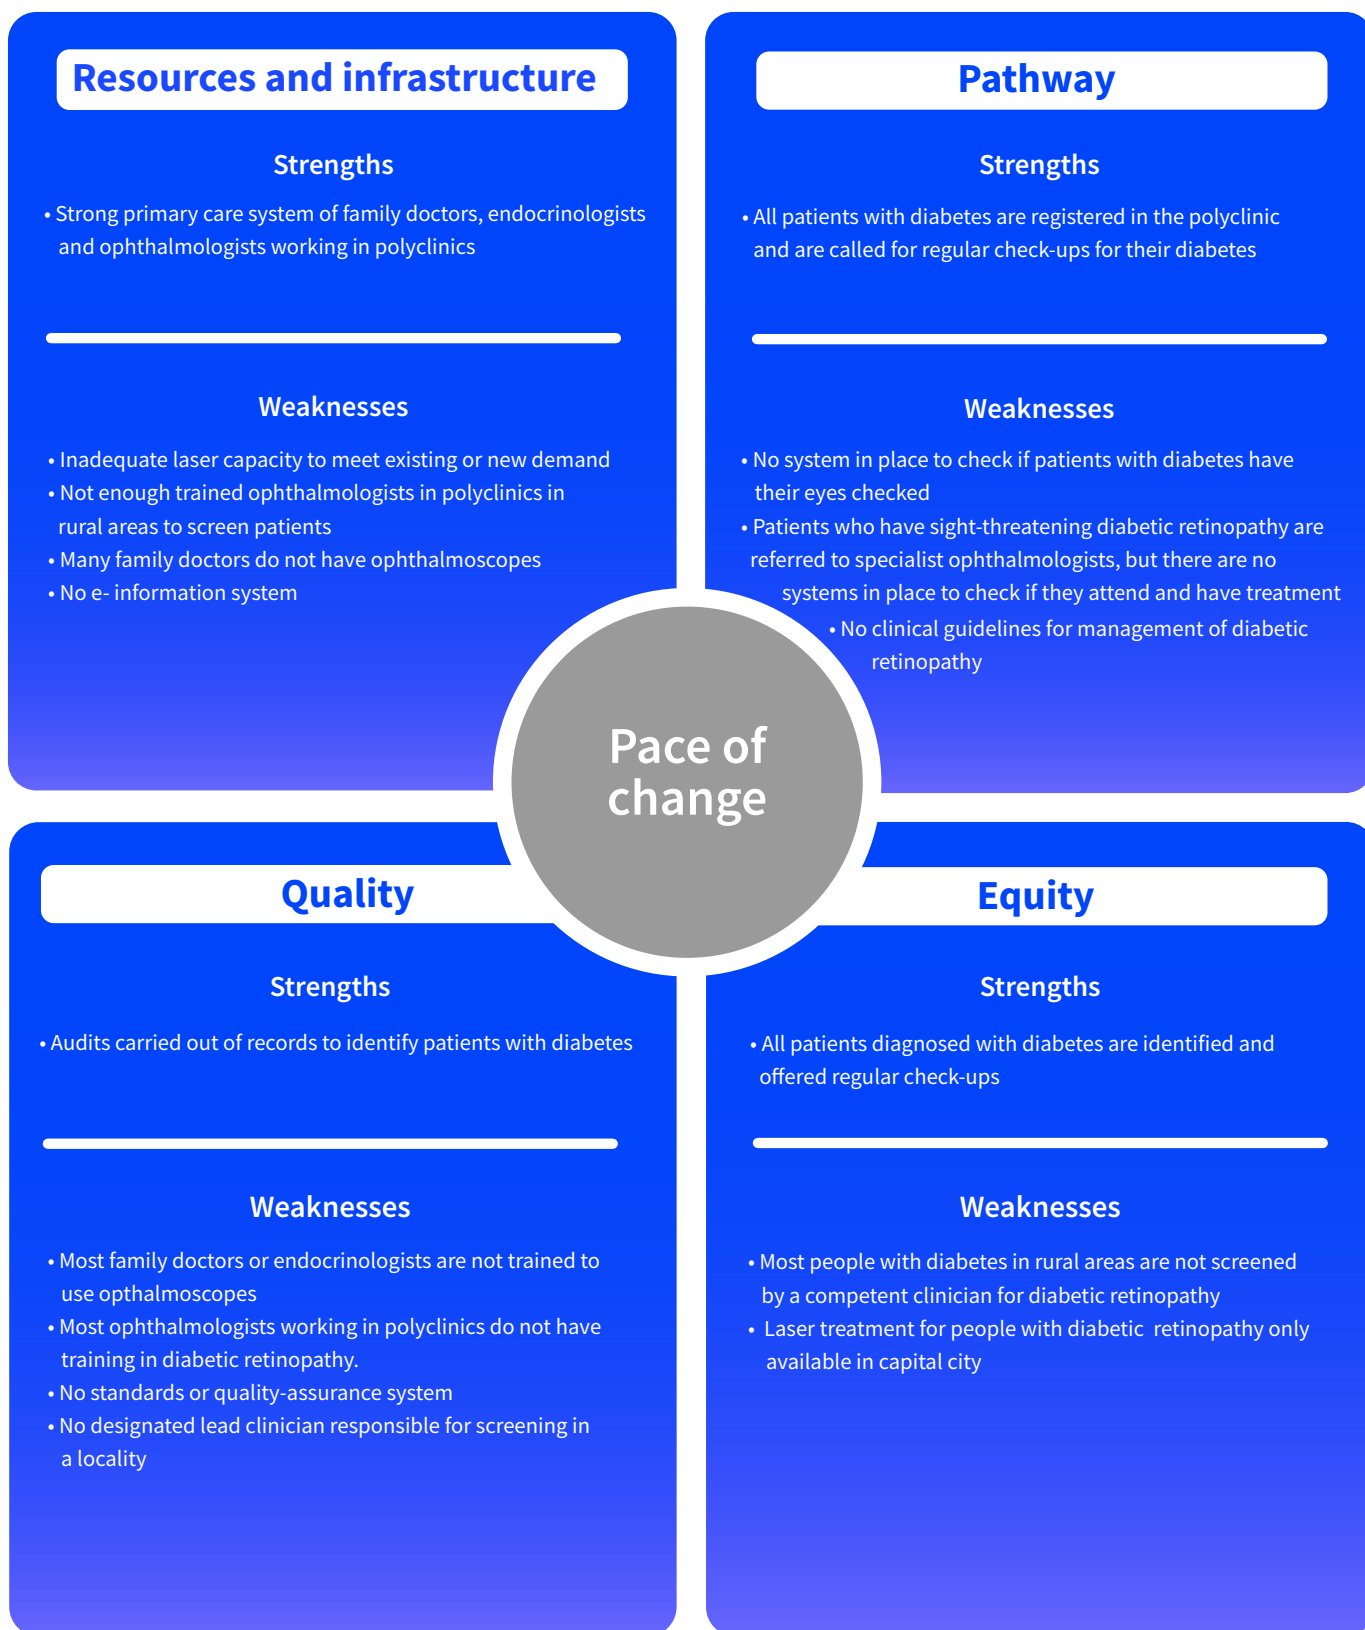 Resources and infrastructure
Strengths
• Strong primary care system of family doctors, endocrinologists
and ophthalmologists working in polyclinics
Weaknesses
• Inadequate laser capacity to meet existing or new demand
• Not enough trained ophthalmologists in polyclinics in
rural areas to screen patients
• Many family doctors do not have ophthalmoscopes
• No e- information system
Pathway
Strengths
• All patients with diabetes are registered in the polyclinic
and are called for regular check-ups for their diabetes
Weaknesses
• No system in place to check if patients with diabetes have
their eyes checked
• Patients who have sight-threatening diabetic retinopathy are
referred to specialist ophthalmologists, but there are no
systems in place to check if they attend and have treatment
• No clinical guidelines for management of diabetic
retinopathy
Pace of
change
Quality
Strengths
• Audits carried out of records to identify patients with diabetes
Weaknesses
• Most family doctors or endocrinologists are not trained to
use opthalmoscopes
• Most ophthalmologists working in polyclinics do not have
training in diabetic retinopathy.
• No standards or quality-assurance system
• No designated lead clinician responsible for screening in
a locality
Equity
Strengths
• All patients diagnosed with diabetes are identified and
offered regular check-ups
Weaknesses
• Most people with diabetes in rural areas are not screened
by a competent clinician for diabetic retinopathy
• Laser treatment for people with diabetic retinopathy only
available in capital city